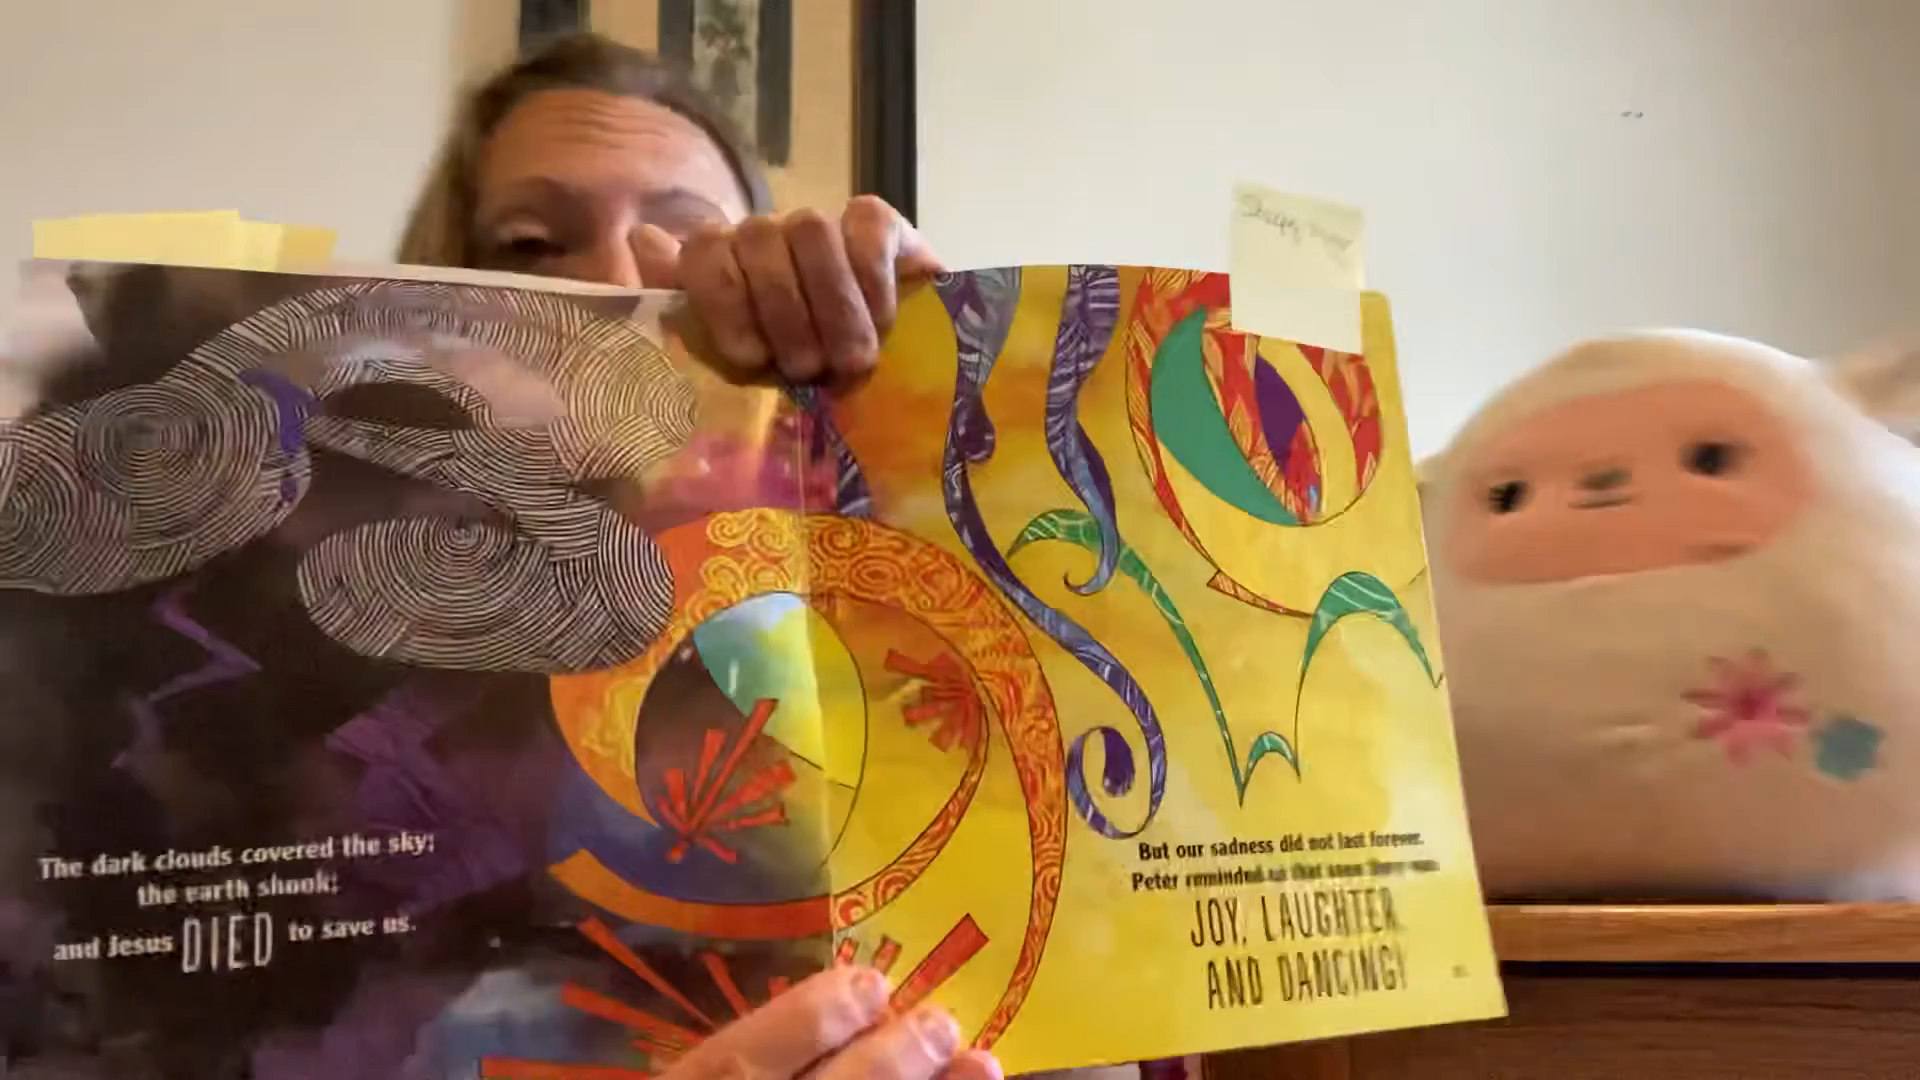 The dark clouds covered the sky;
the earth shook;
and Jesus DIED to save us.
But our sadness did not last forever.
Peter reminded us that soon there was
JOY, LAUGHTER
AND DANCING!